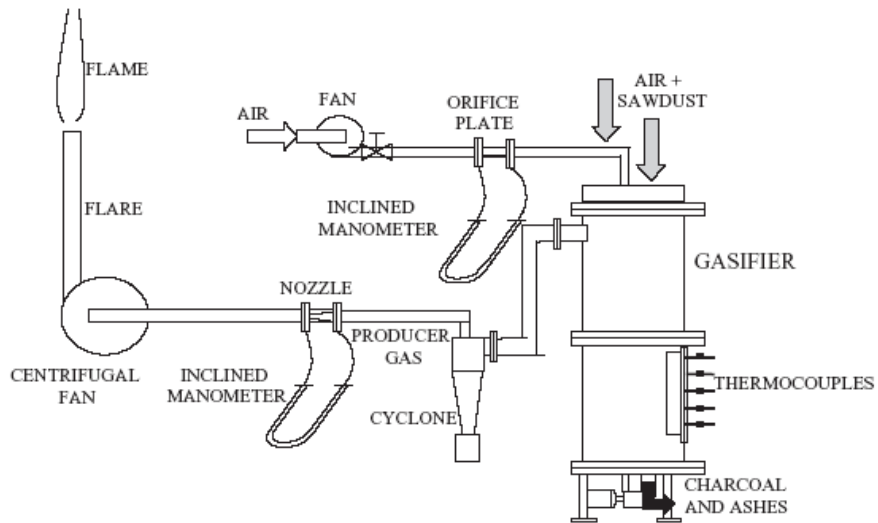 FLAME
FAN
AIR
ORIFICE
PLATE
AIR +
SAWDUST
FLARE
INCLINED
MANOMETER
GASIFIER
NOZZLE
PRODUCER
GAS
CENTRIFUGAL
FAN
INCLINED
MANOMETER
THERMOCOUPLES
CYCLONE
CHARCOAL
AND ASHES